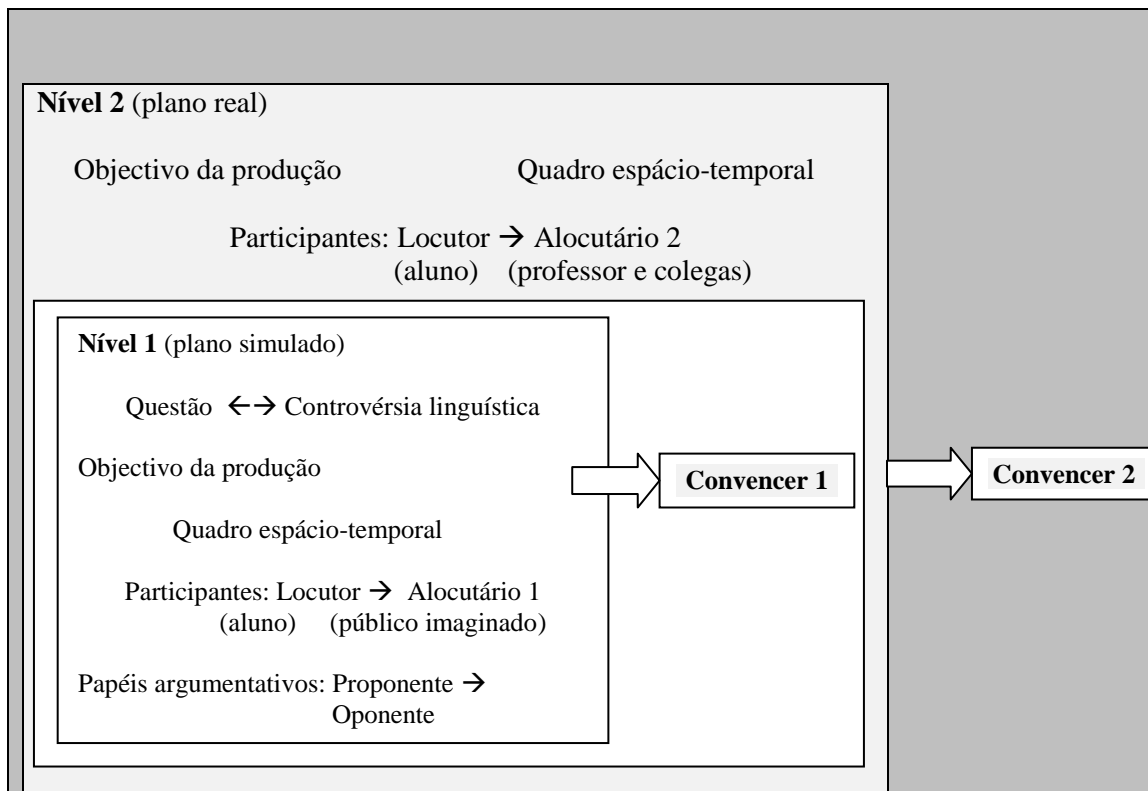 Nível 2 (plano real)
Objectivo da produção Quadro espácio-temporal
Participantes: Locutor → Alocutário 2
(aluno) (professor e colegas)
Nível 1 (plano simulado)
Questão ←→ Controvérsia linguística
Objectivo da produção
Quadro espácio-temporal
Participantes: Locutor → Alocutário 1
(aluno) (público imaginado)
Papéis argumentativos: Proponente →
Oponente
Convencer 1
Convencer 2